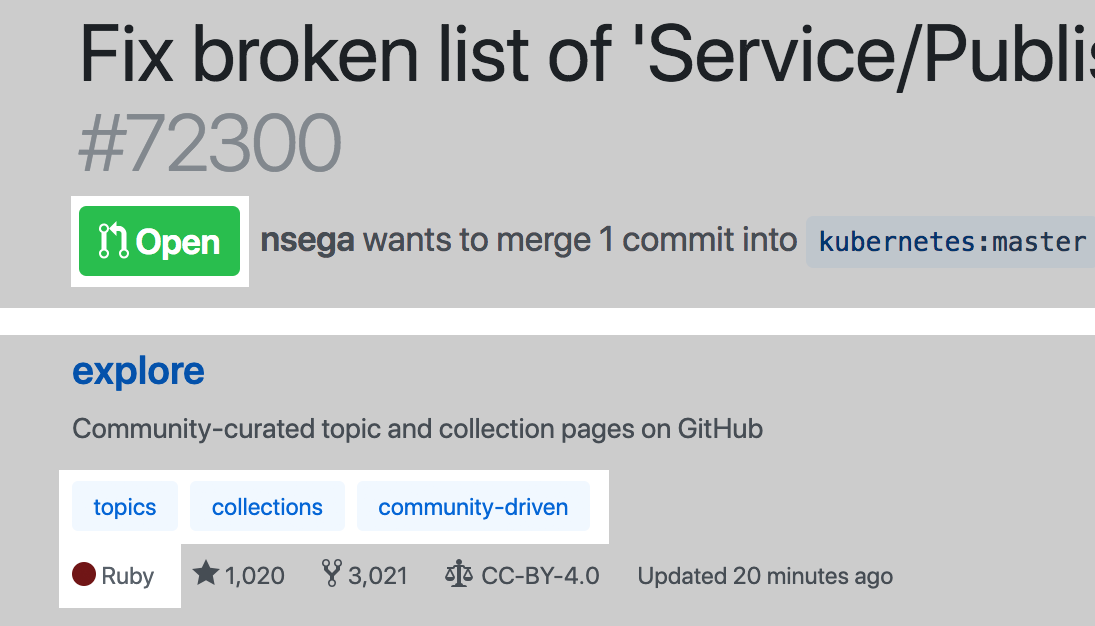 Fix broken list of 'Service/Publis
#72300
Open nsega wants to merge 1 commit into kubernetes:master
explore
Community-curated topic and collection pages on GitHub
topics collections community-driven
Ruby 1,020 3,021 CC-BY-4.0 Updated 20 minutes ago